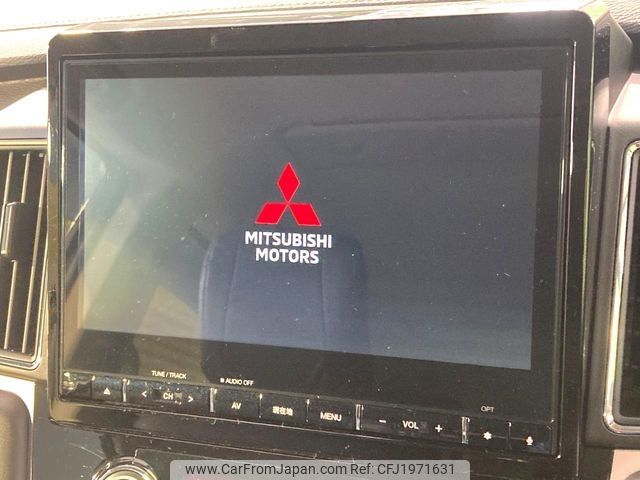 MITSUBISHI
MOTORS
TUNE / TRACK
AUDIO OFF
CH
AV
現在地
MENU
VOL
OPT
www.CarFromJapan.com - Ref No: CFJ1971631